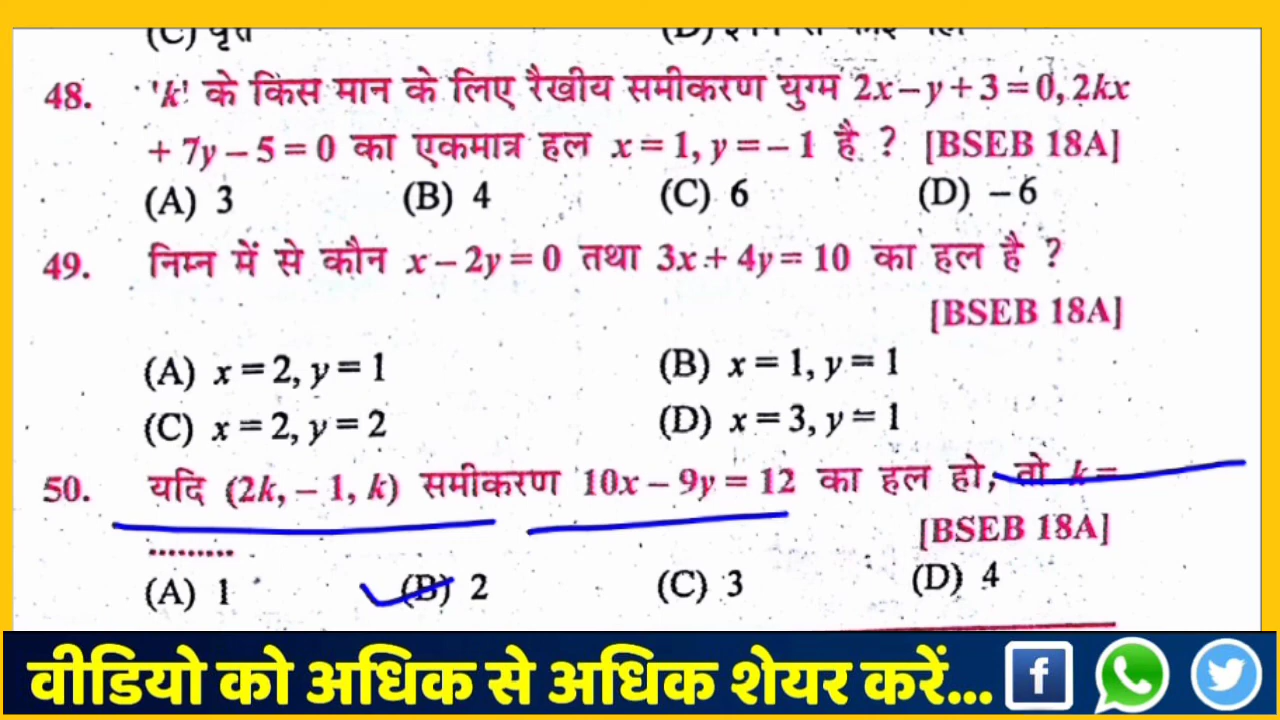 (C) वृत्त
48. 'k' के किस मान के लिए रैखीय समीकरण युग्म 2x – y + 3 = 0, 2kx
+ 7y – 5 = 0 का एकमात्र हल x = 1, y = – 1 है ? [BSEB 18A]
(A) 3 (B) 4 (C) 6 (D) – 6
49. निम्न में से कौन x – 2y = 0 तथा 3x + 4y = 10 का हल है ?
[BSEB 18A]
(A) x = 2, y = 1 (B) x = 1, y = 1
(C) x = 2, y = 2 (D) x = 3, y = 1
50. यदि (2k, – 1, k) समीकरण 10x – 9y = 12 का हल हो, तो k =
......... [BSEB 18A]
(A) 1 (B) 2 (C) 3 (D) 4
वीडियो को अधिक से अधिक शेयर करें...